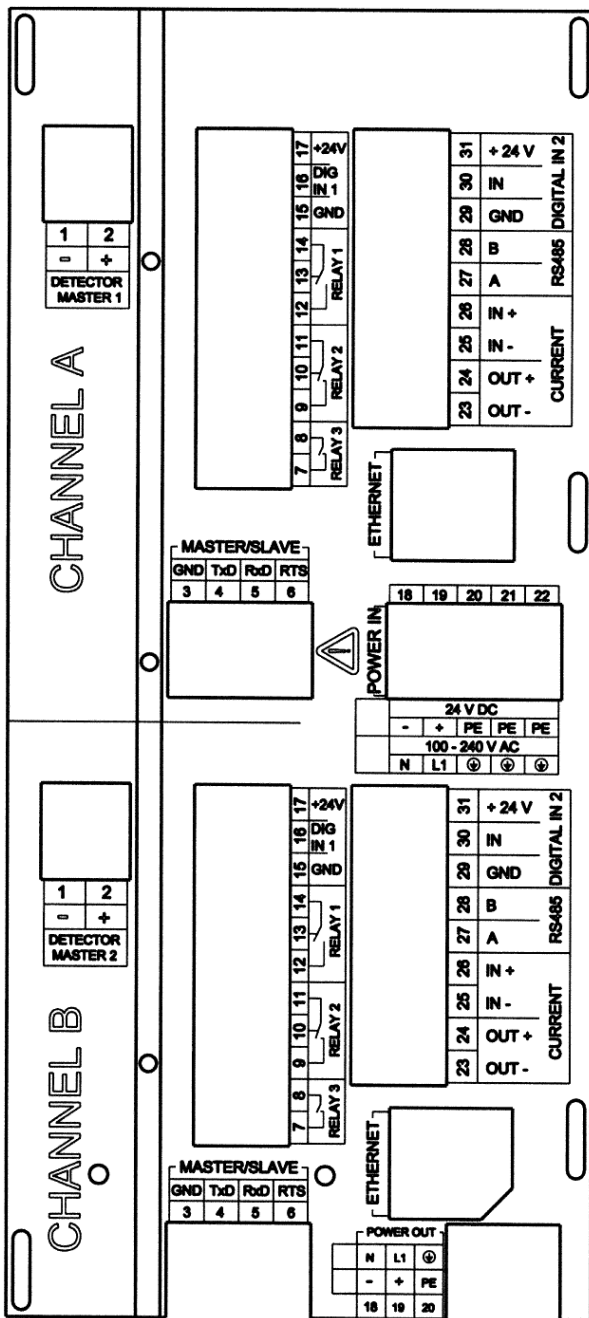 CHANNEL A
1 2
- +
DETECTOR
MASTER 1
17 +24V
16 DIG IN 1
15 GND
14
13
12
RELAY 1
11
10
9
RELAY 2
8
7
RELAY 3
31 + 24 V
30 IN
29 GND
DIGITAL IN 2
28 B
27 A
RS485
26 IN +
25 IN -
24 OUT +
23 OUT -
CURRENT
ETHERNET
MASTER/SLAVE
GND TxD RxD RTS
3 4 5 6
!
POWER IN
18 19 20 21 22
24 V DC
- + PE PE PE
100 - 240 V AC
N L1
CHANNEL B
1 2
- +
DETECTOR
MASTER 2
17 +24V
16 DIG IN 1
15 GND
14
13
12
RELAY 1
11
10
9
RELAY 2
8
7
RELAY 3
31 + 24 V
30 IN
29 GND
DIGITAL IN 2
28 B
27 A
RS485
26 IN +
25 IN -
24 OUT +
23 OUT -
CURRENT
ETHERNET
MASTER/SLAVE
GND TxD RxD RTS
3 4 5 6
POWER OUT
N L1
- + PE
18 19 20